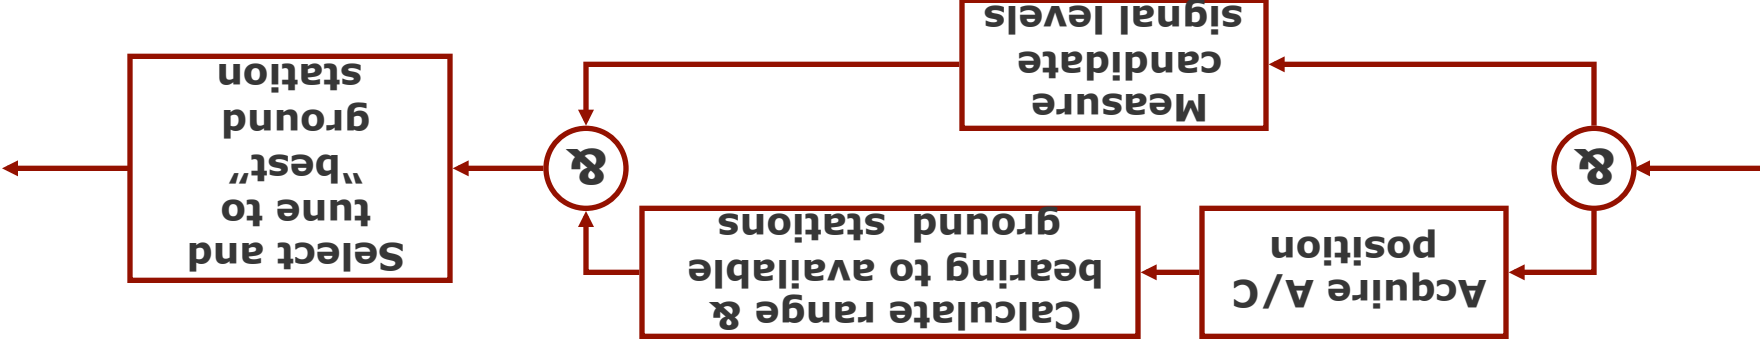 &
Acquire A/C
position
Calculate range &
bearing to available
ground stations
Measure
candidate
signal levels
&
Select and
tune to
“best”
ground
station